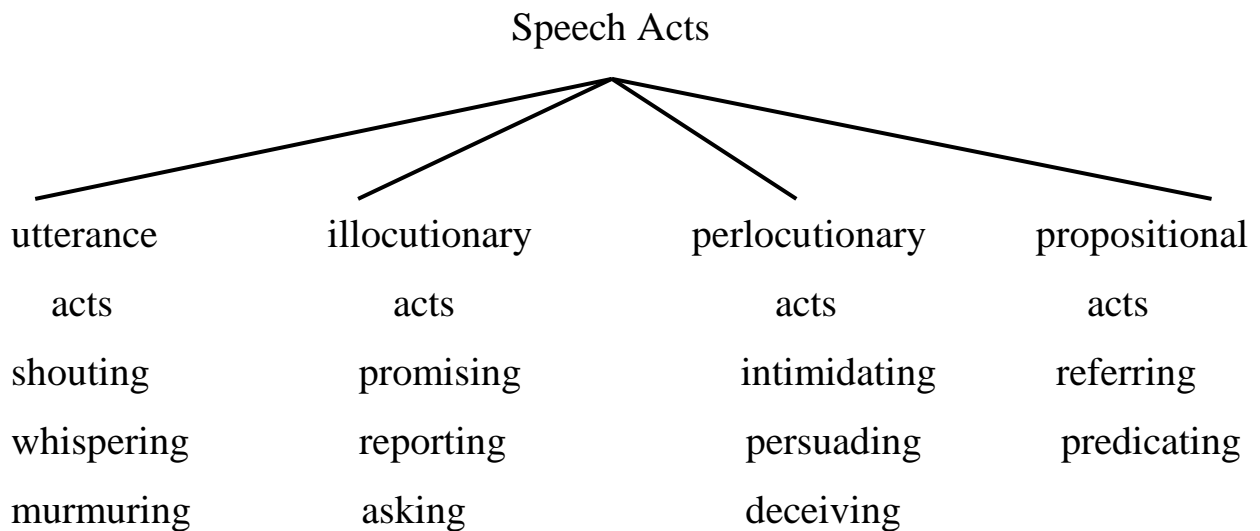 Speech Acts
utterance illocutionary perlocutionary propositional
acts acts acts acts
shouting promising intimidating referring
whispering reporting persuading predicating
murmuring asking deceiving